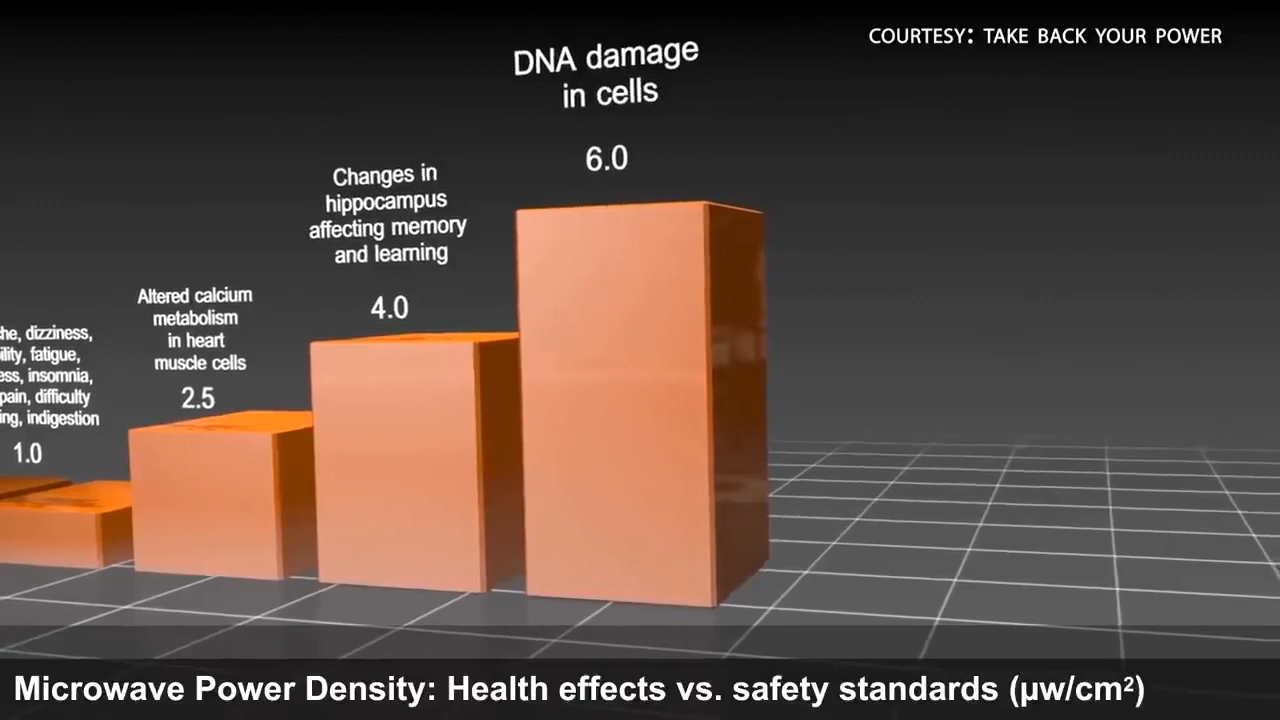 COURTESY: TAKE BACK YOUR POWER
DNA damage
in cells
6.0
Changes in
hippocampus
affecting memory
and learning
4.0
Altered calcium
metabolism
in heart
muscle cells
2.5
dizziness,
fatigue,
insomnia,
pain, difficulty
indigestion
1.0
Microwave Power Density: Health effects vs. safety standards (µw/cm²)